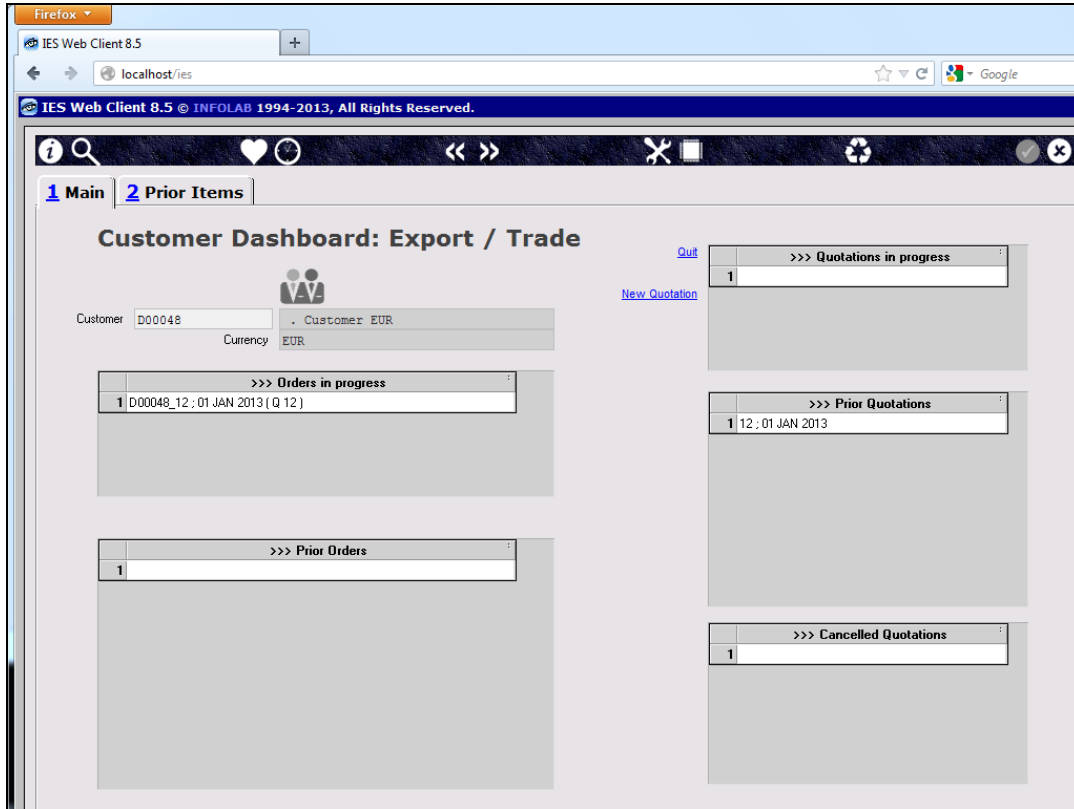 Firefox
IES Web Client 8.5
localhost/ies
Google
IES Web Client 8.5 © INFOLAB 1994-2013, All Rights Reserved.
1 Main
2 Prior Items
Customer Dashboard: Export / Trade
Quit
New Quotation
Customer D00048 . Customer EUR
Currency EUR
>>> Orders in progress
1 D00048_12 ; 01 JAN 2013 ( Q 12 )
>>> Prior Orders
1
>>> Quotations in progress
1
>>> Prior Quotations
1 12 ; 01 JAN 2013
>>> Cancelled Quotations
1